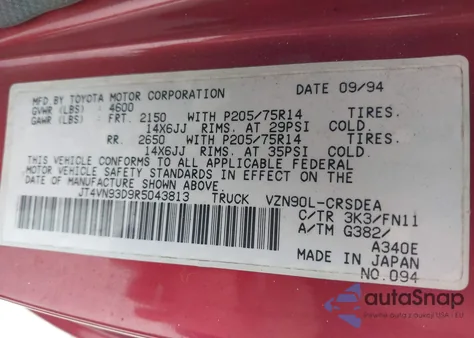 MFD BY TOYOTA MOTOR CORPORATION DATE 09/94
GVWR (LBS) 4600
GAWR (LBS) FRT. 2150 WITH P205/75R14 TIRES.
14X6JJ RIMS. AT 29PSI COLD.
RR. 2650 WITH P205/75R14 TIRES.
14X6JJ RIMS. AT 35PSI COLD.
THIS VEHICLE CONFORMS TO ALL APPLICABLE FEDERAL
MOTOR VEHICLE SAFETY STANDARDS IN EFFECT ON THE
DATE OF MANUFACTURE SHOWN ABOVE.
JT4VN93D9R5043813 TRUCK VZN90L-CRSDEA
C/TR 3K3/FN11
A/TM G382/
A340E
MADE IN JAPAN NO.094
autoSnap